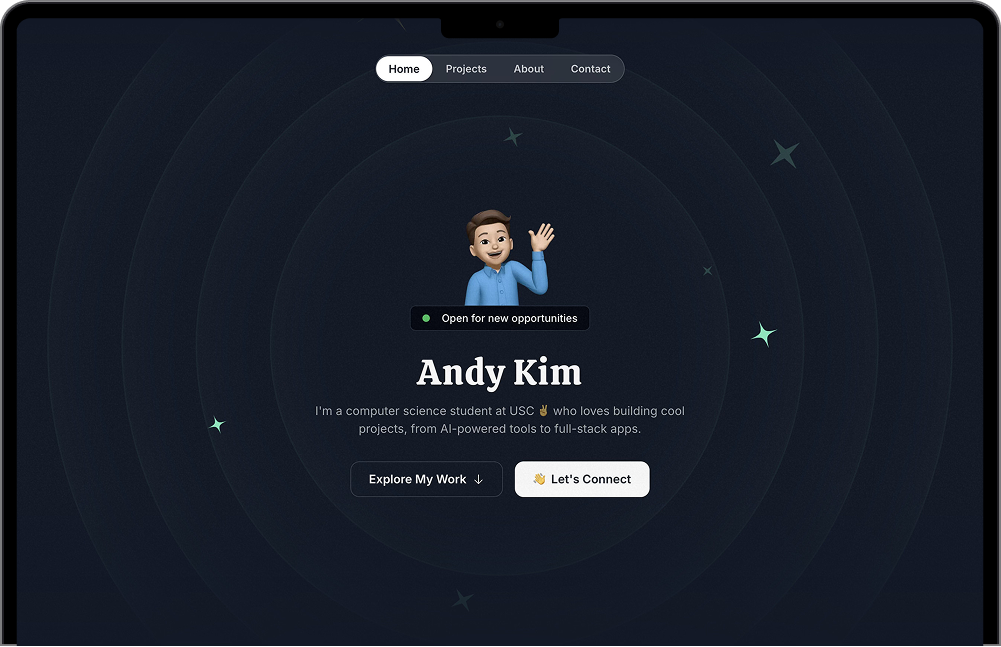 Home Projects About Contact
Open for new opportunities
Andy Kim
I'm a computer science student at USC ✌🏾 who loves building cool
projects, from AI-powered tools to full-stack apps.
Explore My Work ↓
👋 Let's Connect